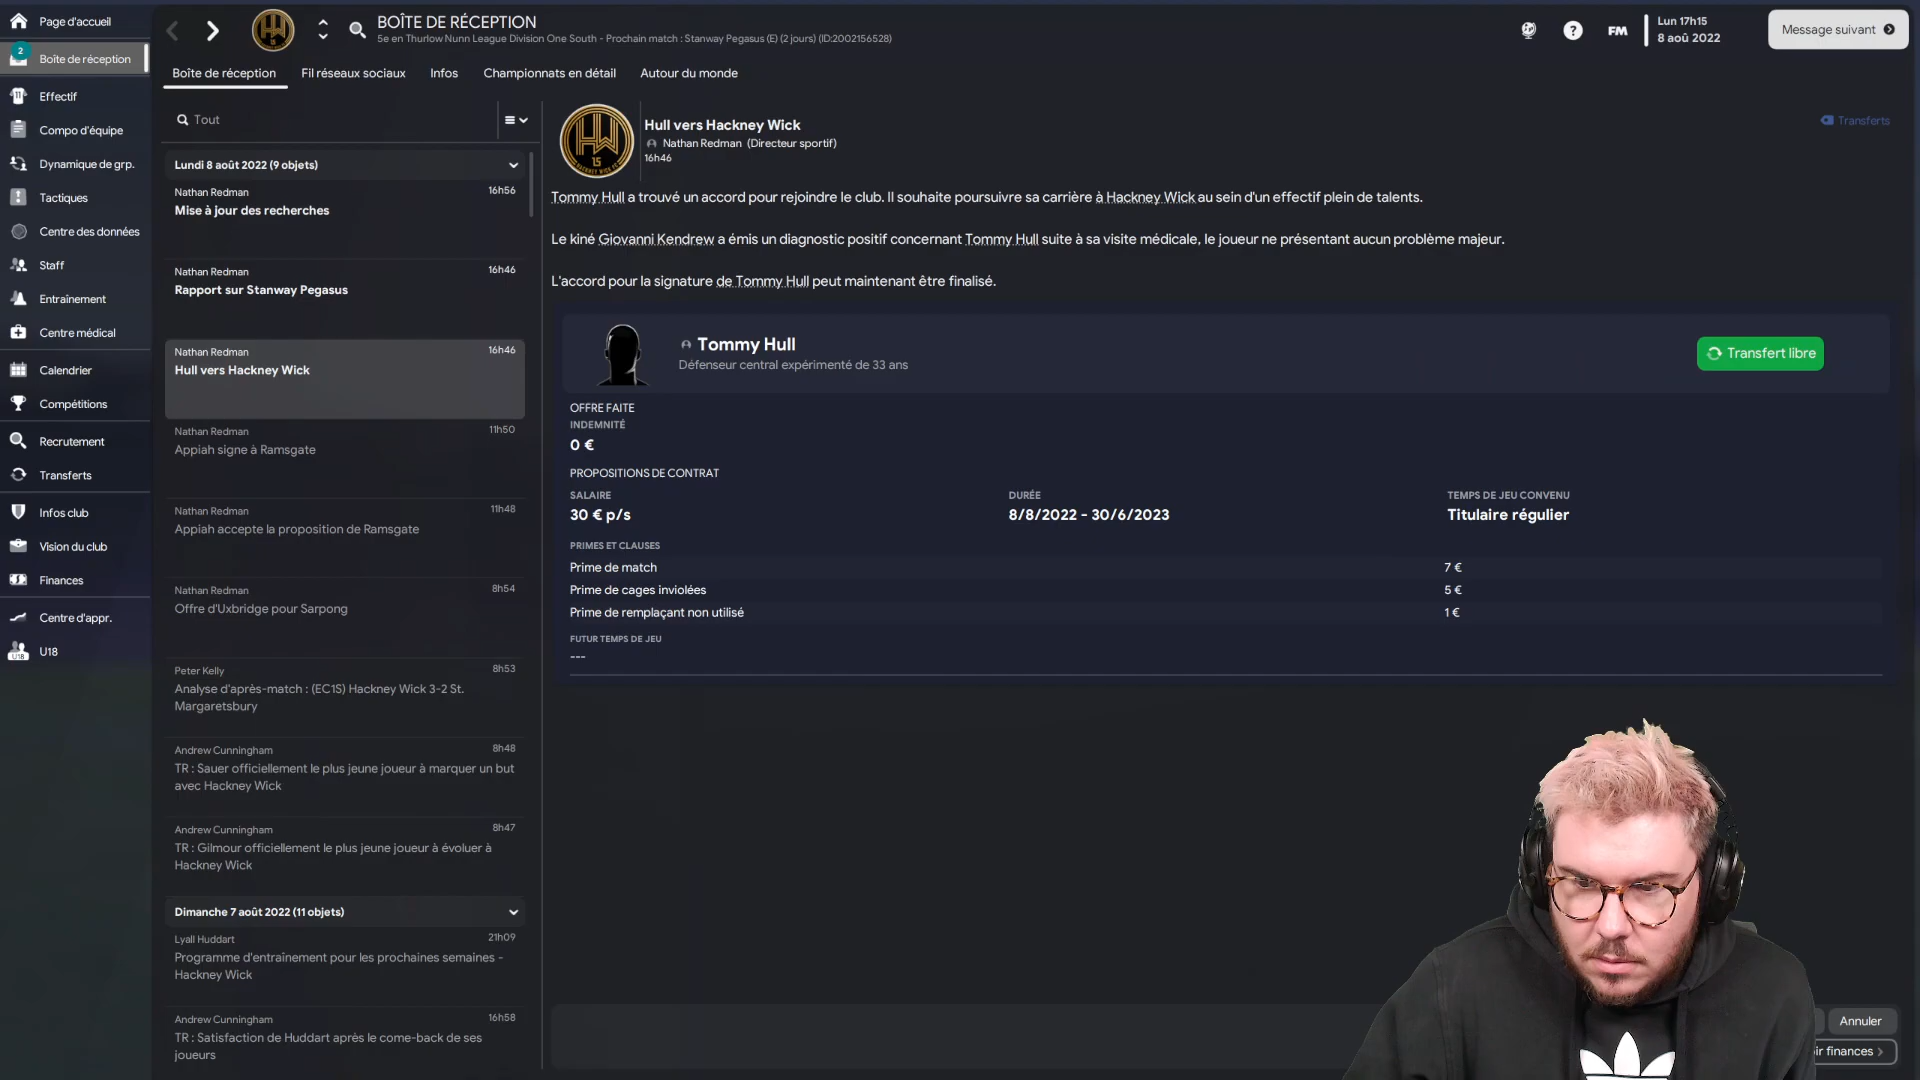 Page d'accueil
2
Boîte de réception
Effectif
Compo d'équipe
Dynamique de grp.
Tactiques
Centre des données
Staff
Entraînement
Centre médical
Calendrier
Compétitions
Recrutement
Transferts
Infos club
Vision du club
Finances
Centre d'appr.
U18
BOÎTE DE RÉCEPTION
5e en Thurlow Nunn League Division One South - Prochain match : Stanway Pegasus (E) (2 jours) (ID:2002156528)
FM
Lun 17h15
8 aoû 2022
Message suivant
Boîte de réception
Fil réseaux sociaux
Infos
Championnats en détail
Autour du monde
Tout
Lundi 8 août 2022 (9 objets)
Nathan Redman 16h56
Mise à jour des recherches
Nathan Redman 16h46
Rapport sur Stanway Pegasus
Nathan Redman 16h46
Hull vers Hackney Wick
Nathan Redman 11h50
Appiah signe à Ramsgate
Nathan Redman 11h48
Appiah accepte la proposition de Ramsgate
Nathan Redman 8h54
Offre d'Uxbridge pour Sarpong
Peter Kelly 8h53
Analyse d'après-match : (EC1S) Hackney Wick 3-2 St.
Margaretsbury
Andrew Cunningham 8h48
TR : Sauer officiellement le plus jeune joueur à marquer un but
avec Hackney Wick
Andrew Cunningham 8h47
TR : Gilmour officiellement le plus jeune joueur à évoluer à
Hackney Wick
Dimanche 7 août 2022 (11 objets)
Lyall Huddart 21h09
Programme d'entraînement pour les prochaines semaines -
Hackney Wick
Andrew Cunningham 16h58
TR : Satisfaction de Huddart après le come-back de ses
joueurs
Hull vers Hackney Wick
Nathan Redman (Directeur sportif)
16h46
Transferts
Tommy Hull a trouvé un accord pour rejoindre le club. Il souhaite poursuivre sa carrière à Hackney Wick au sein d'un effectif plein de talents.
Le kiné Giovanni Kendrew a émis un diagnostic positif concernant Tommy Hull suite à sa visite médicale, le joueur ne présentant aucun problème majeur.
L'accord pour la signature de Tommy Hull peut maintenant être finalisé.
Tommy Hull
Défenseur central expérimenté de 33 ans
Transfert libre
OFFRE FAITE
INDEMNITÉ
0 €
PROPOSITIONS DE CONTRAT
SALAIRE DURÉE TEMPS DE JEU CONVENU
30 € p/s 8/8/2022 - 30/6/2023 Titulaire régulier
PRIMES ET CLAUSES
Prime de match 7 €
Prime de cages inviolées 5 €
Prime de remplaçant non utilisé 1 €
FUTUR TEMPS DE JEU
---
Annuler
finances